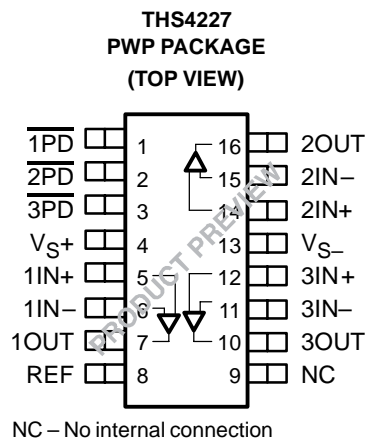 THS4227
PWP PACKAGE
(TOP VIEW)
1PD 1 16 2OUT
2PD 2 15 2IN–
3PD 3 14 2IN+
VS+ 4 13 VS–
1IN+ 5 12 3IN+
1IN– 6 11 3IN–
1OUT 7 10 3OUT
REF 8 9 NC
PRODUCT PREVIEW
NC – No internal connection